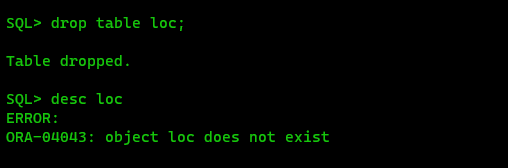 SQL> drop table loc;
Table dropped.
SQL> desc loc
ERROR:
ORA-04043: object loc does not exist